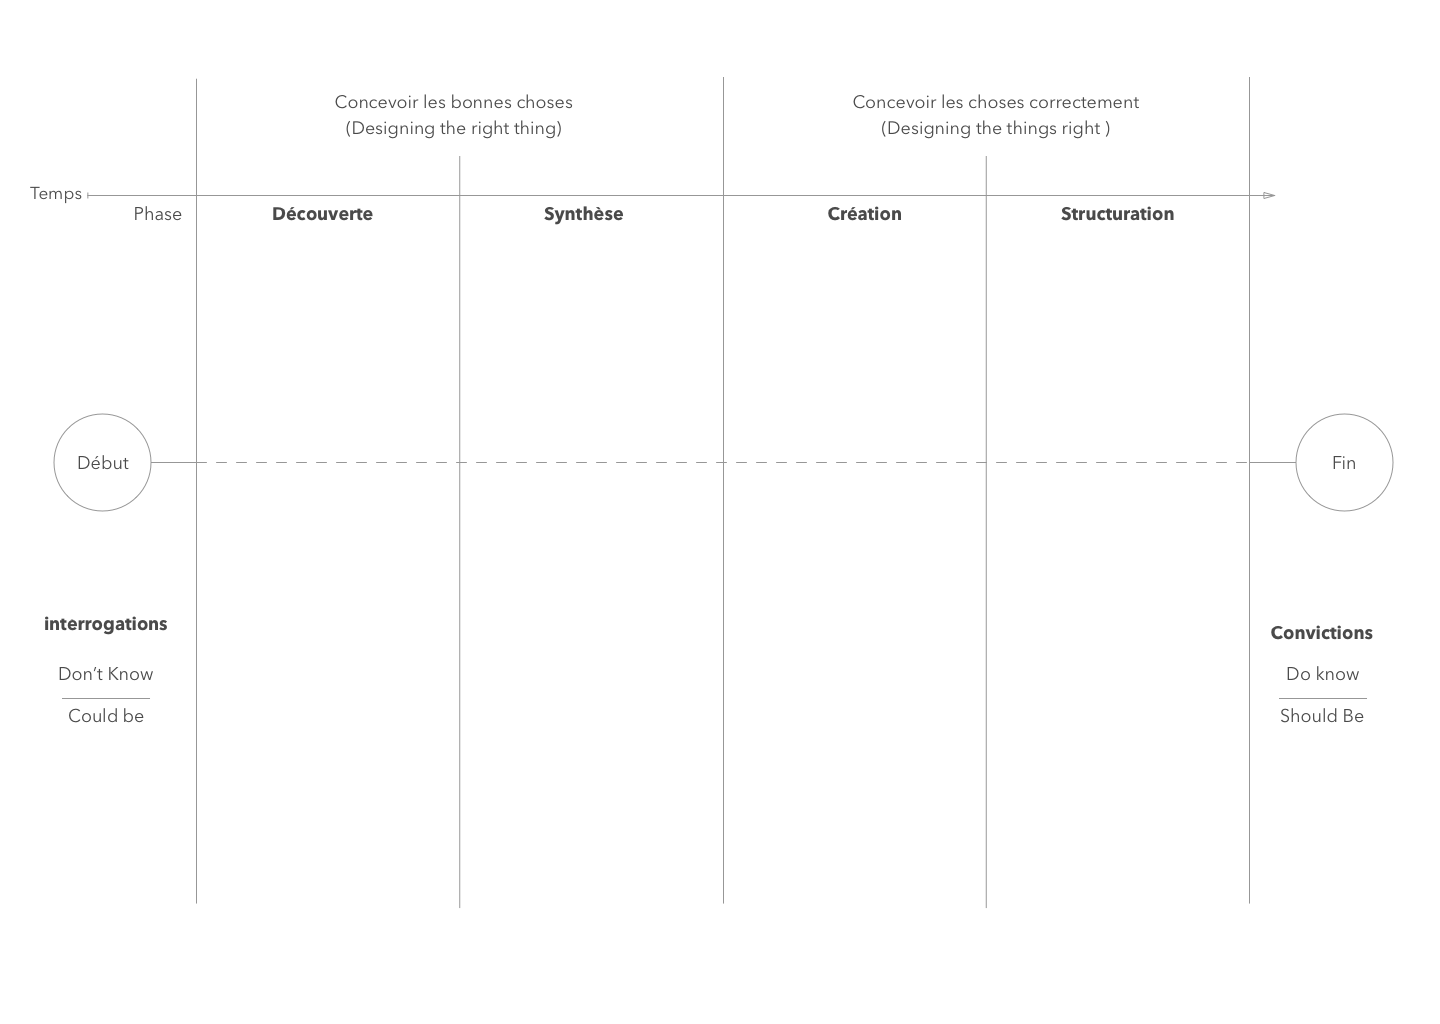 Concevoir les bonnes choses
(Designing the right thing)
Concevoir les choses correctement
(Designing the things right )
Temps
Phase
Découverte
Synthèse
Création
Structuration
Début
Fin
interrogations
Don’t Know
Could be
Convictions
Do know
Should Be